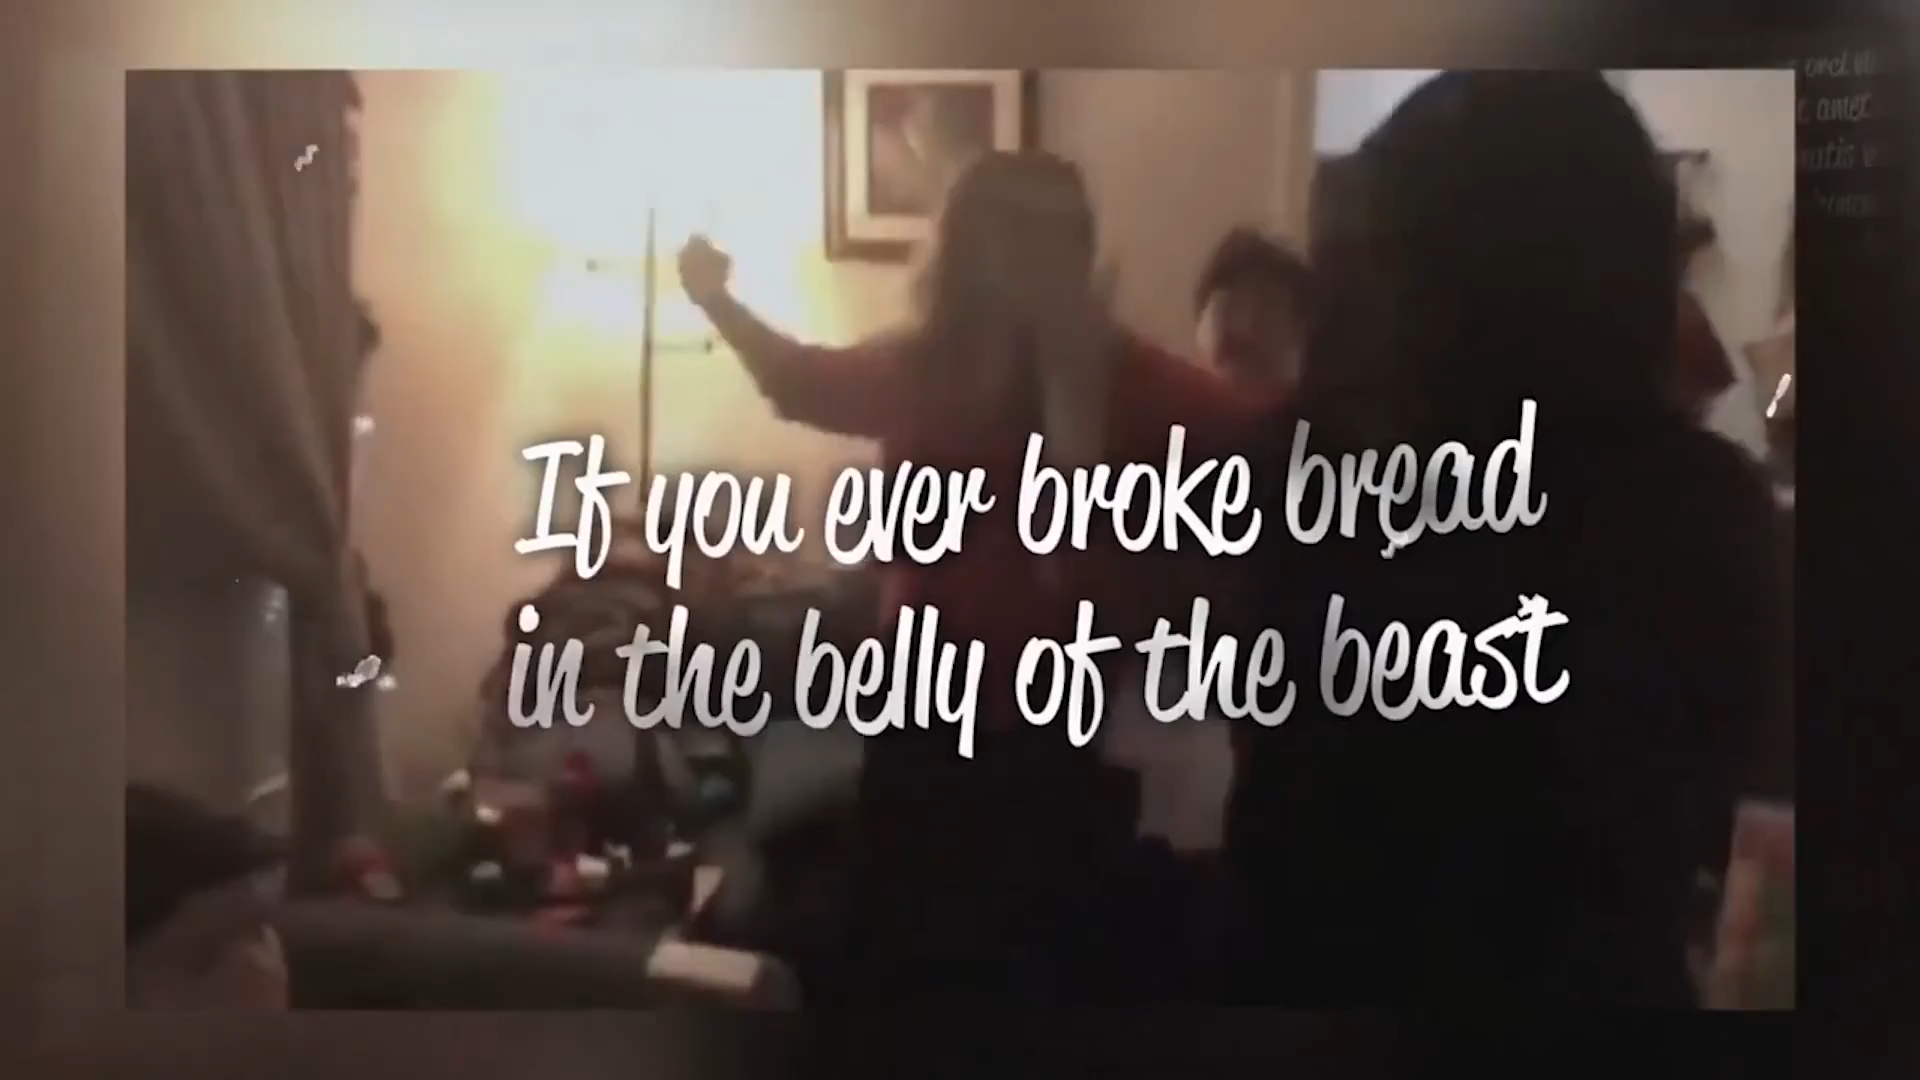 If you ever broke bread
in the belly of the beast